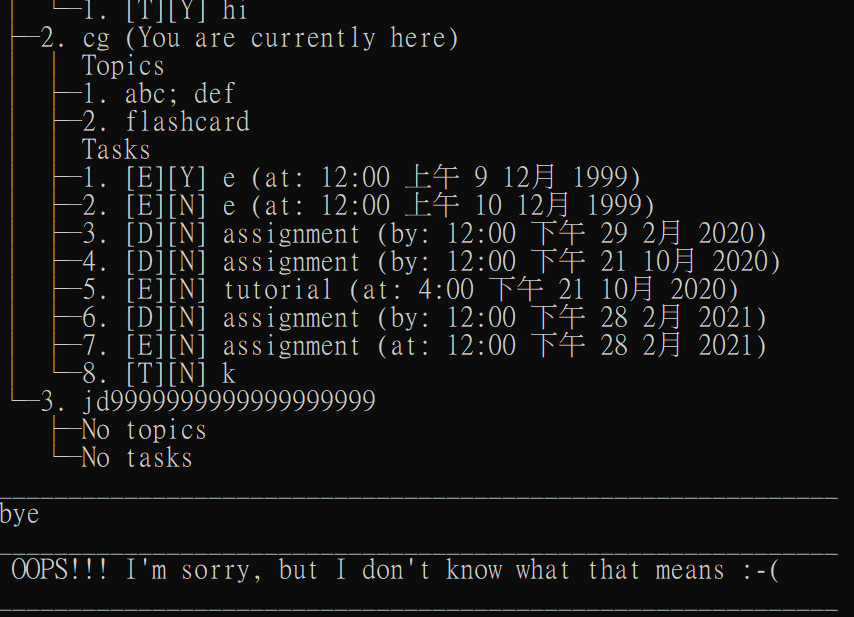 1. [T][Y] hi
2. cg (You are currently here)
Topics
1. abc; def
2. flashcard
Tasks
1. [E][Y] e (at: 12:00 上午 9 12月 1999)
2. [E][N] e (at: 12:00 上午 10 12月 1999)
3. [D][N] assignment (by: 12:00 下午 29 2月 2020)
4. [D][N] assignment (by: 12:00 下午 21 10月 2020)
5. [E][N] tutorial (at: 4:00 下午 21 10月 2020)
6. [D][N] assignment (by: 12:00 下午 28 2月 2021)
7. [E][N] assignment (at: 12:00 下午 28 2月 2021)
8. [T][N] k
3. jd9999999999999999999
No topics
No tasks
bye
OOPS!!! I'm sorry, but I don't know what that means :-(